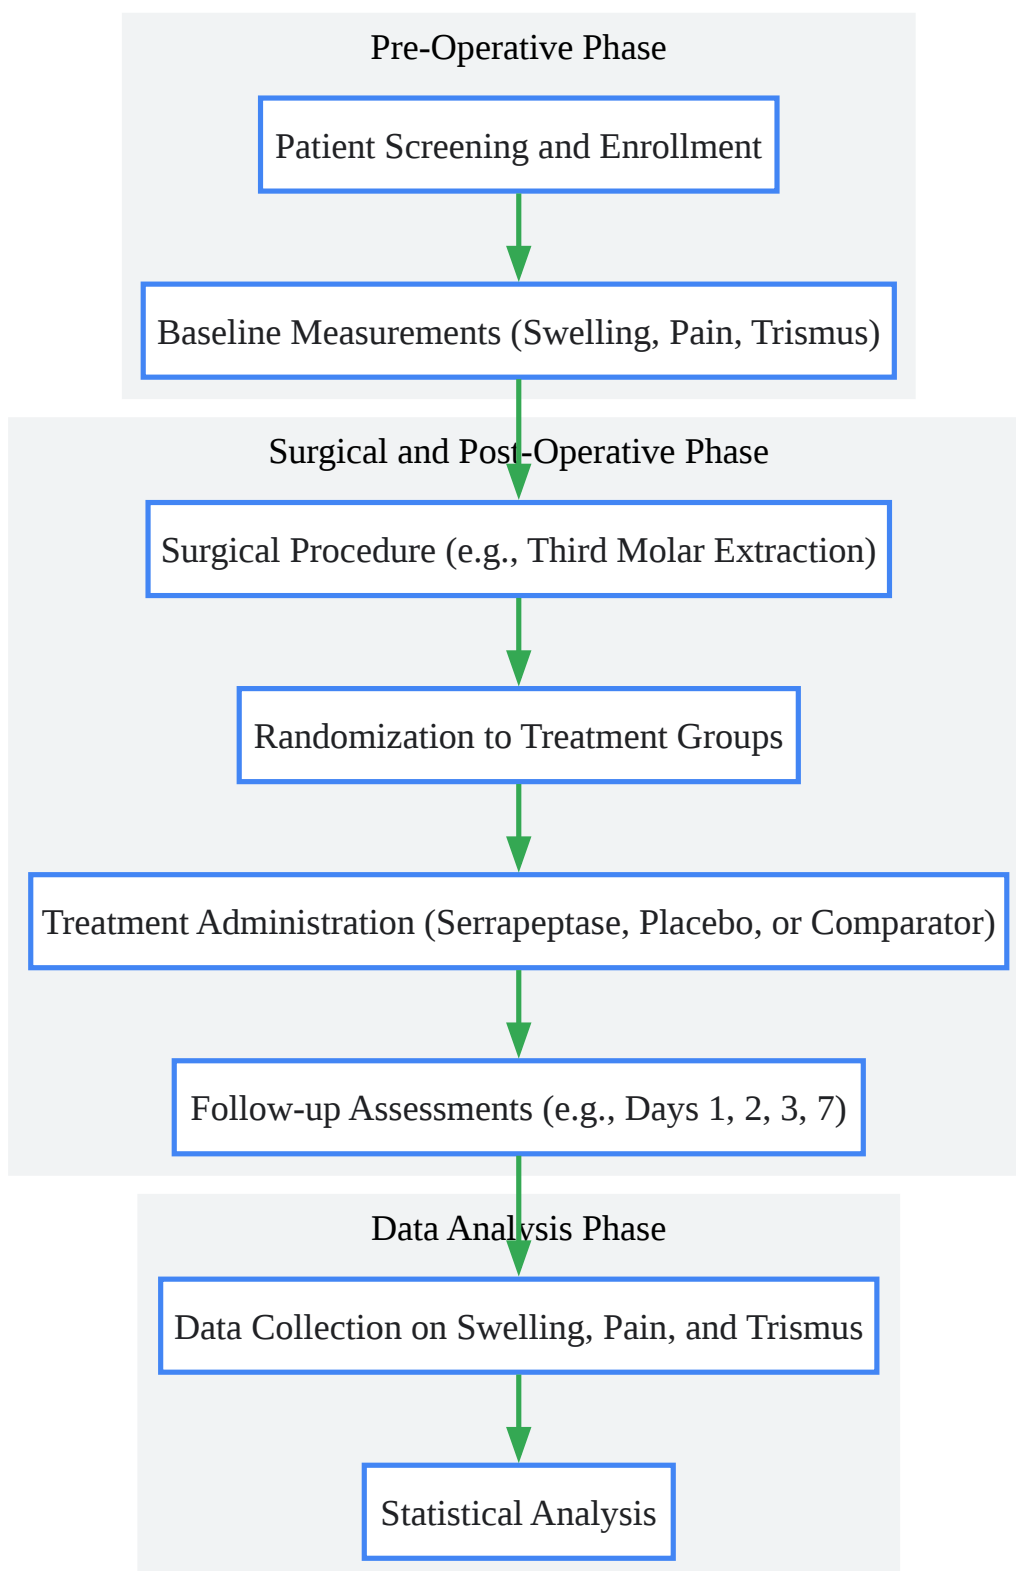 Pre-Operative Phase
Patient Screening and Enrollment
Baseline Measurements (Swelling, Pain, Trismus)
Surgical and Post-Operative Phase
Surgical Procedure (e.g., Third Molar Extraction)
Randomization to Treatment Groups
Treatment Administration (Serrapeptase, Placebo, or Comparator)
Follow-up Assessments (e.g., Days 1, 2, 3, 7)
Data Analysis Phase
Data Collection on Swelling, Pain, and Trismus
Statistical Analysis